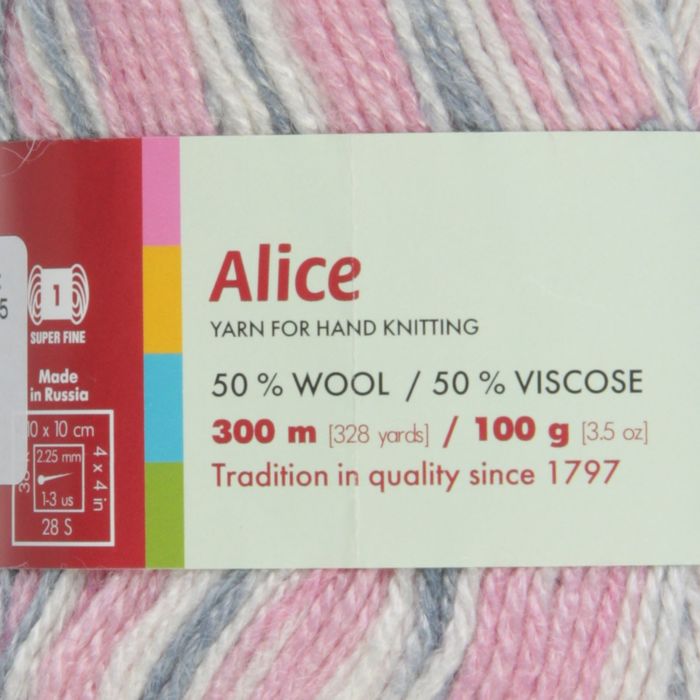 Alice
YARN FOR HAND KNITTING
50 % WOOL / 50 % VISCOSE
300 m [328 yards] / 100 g [3.5 oz]
Tradition in quality since 1797
5
1
SUPER FINE
Made
in Russia
10 x 10 cm
4 x 4 in
2.25 mm
1-3 us
28 S